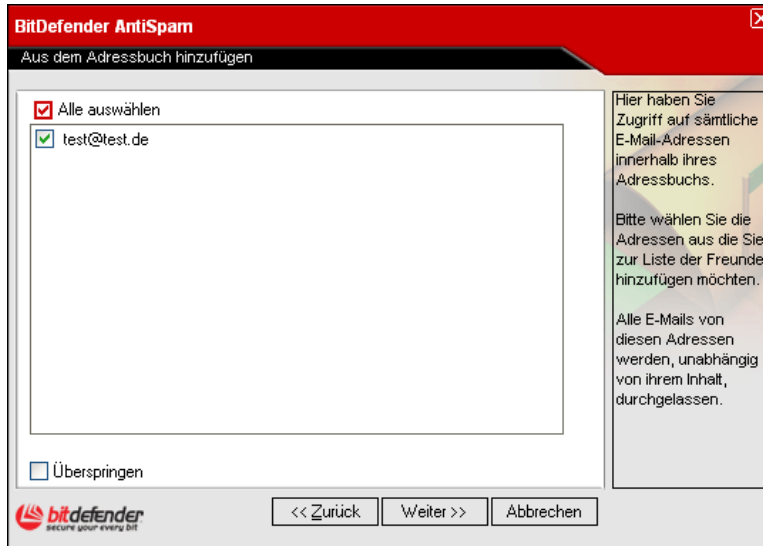 BitDefender AntiSpam
Aus dem Adressbuch hinzufügen
Alle auswählen
test@test.de
Überspringen
Hier haben Sie
Zugriff auf sämtliche
E-Mail-Adressen
innerhalb ihres
Adressbuchs.
Bitte wählen Sie die
Adressen aus die Sie
zur Liste der Freunde
hinzufügen möchten.
Alle E-Mails von
diesen Adressen
werden, unabhängig
von ihrem Inhalt,
durchgelassen.
bitdefender
secure your every bit
<< Zurück
Weiter >>
Abbrechen